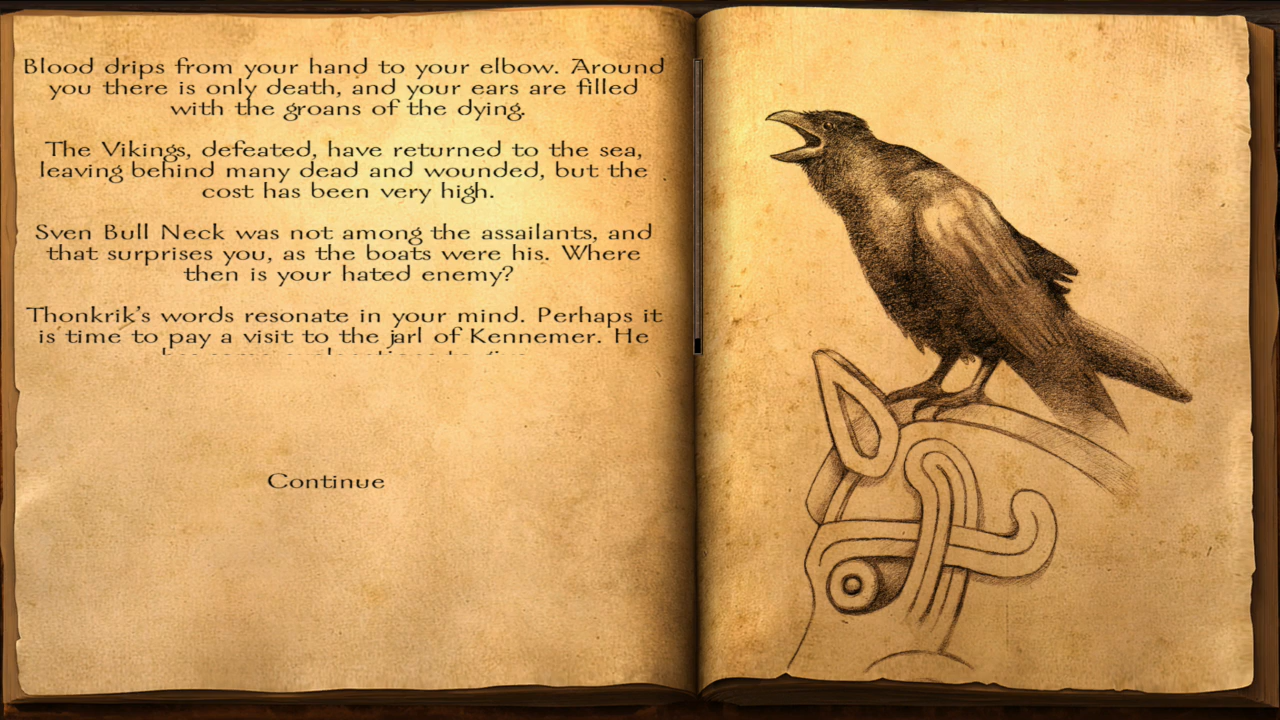 Blood drips from your hand to your elbow. Around
you there is only death, and your ears are filled
with the groans of the dying.
The Vikings, defeated, have returned to the sea,
leaving behind many dead and wounded, but the
cost has been very high.
Sven Bull Neck was not among the assailants, and
that surprises you, as the boats were his. Where
then is your hated enemy?
Thonkrik's words resonate in your mind. Perhaps it
is time to pay a visit to the jarl of Kennemer. He
Continue